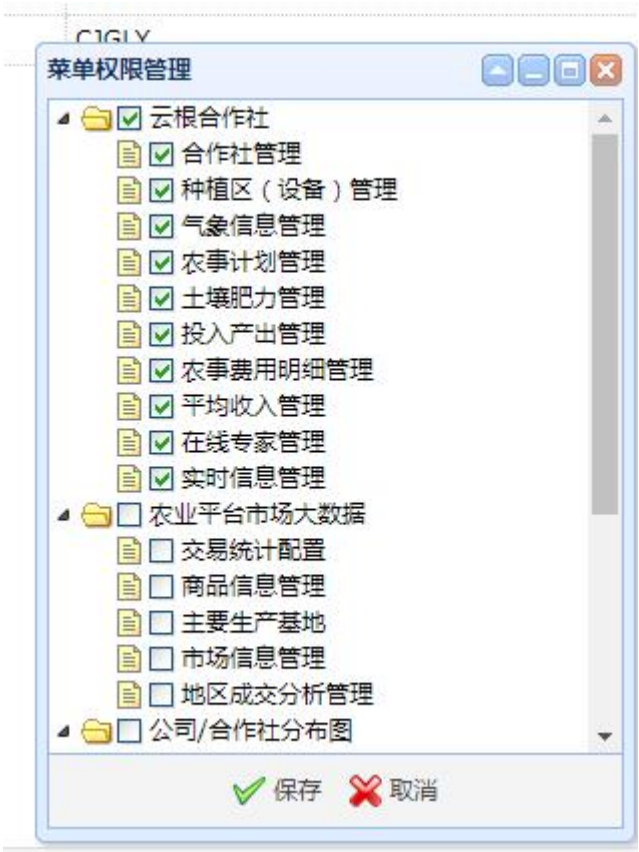 CJGLY
菜单权限管理
云根合作社
合作社管理
种植区（设备）管理
气象信息管理
农事计划管理
土壤肥力管理
投入产出管理
农事费用明细管理
平均收入管理
在线专家管理
实时信息管理
农业平台市场大数据
交易统计配置
商品信息管理
主要生产基地
市场信息管理
地区成交分析管理
公司/合作社分布图
保存 取消